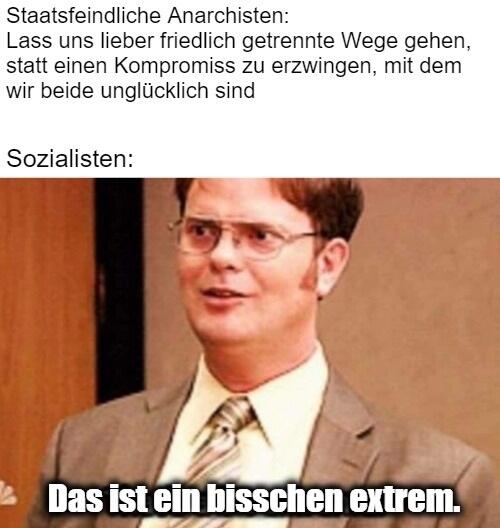 Staatsfeindliche Anarchisten:
Lass uns lieber friedlich getrennte Wege gehen,
statt einen Kompromiss zu erzwingen, mit dem
wir beide unglücklich sind
Sozialisten:
Das ist ein bisschen extrem.